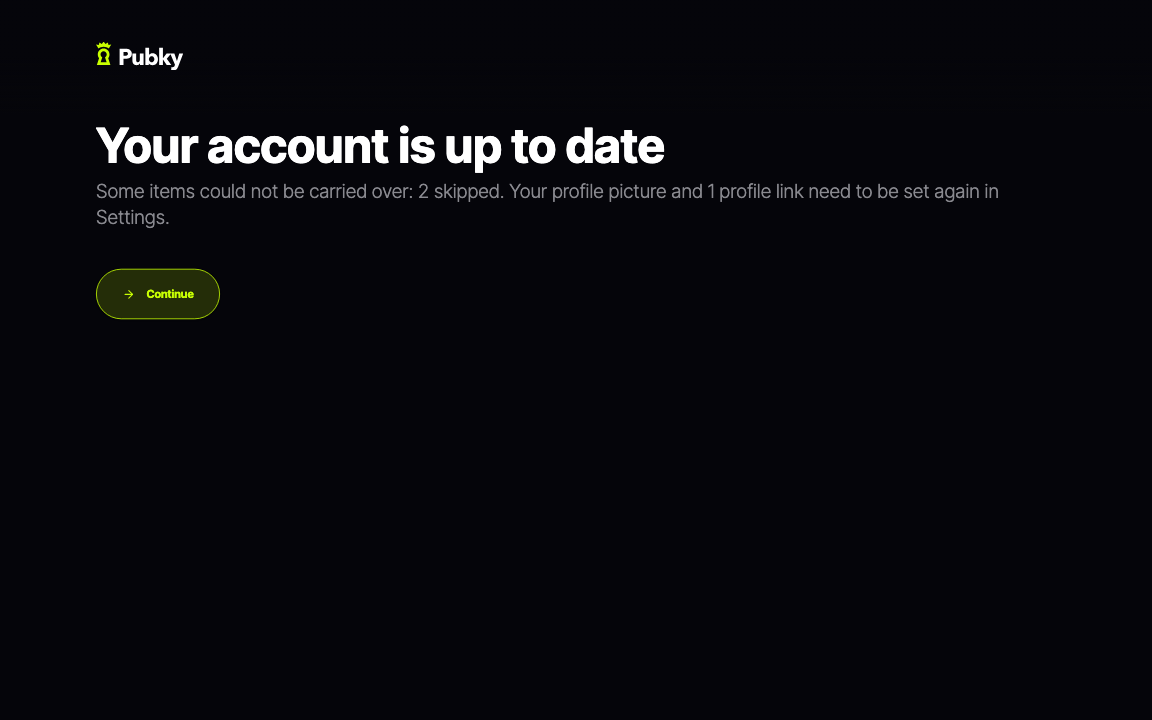 Pubky
Your account is up to date
Some items could not be carried over: 2 skipped. Your profile picture and 1 profile link need to be set again in
Settings.
Continue